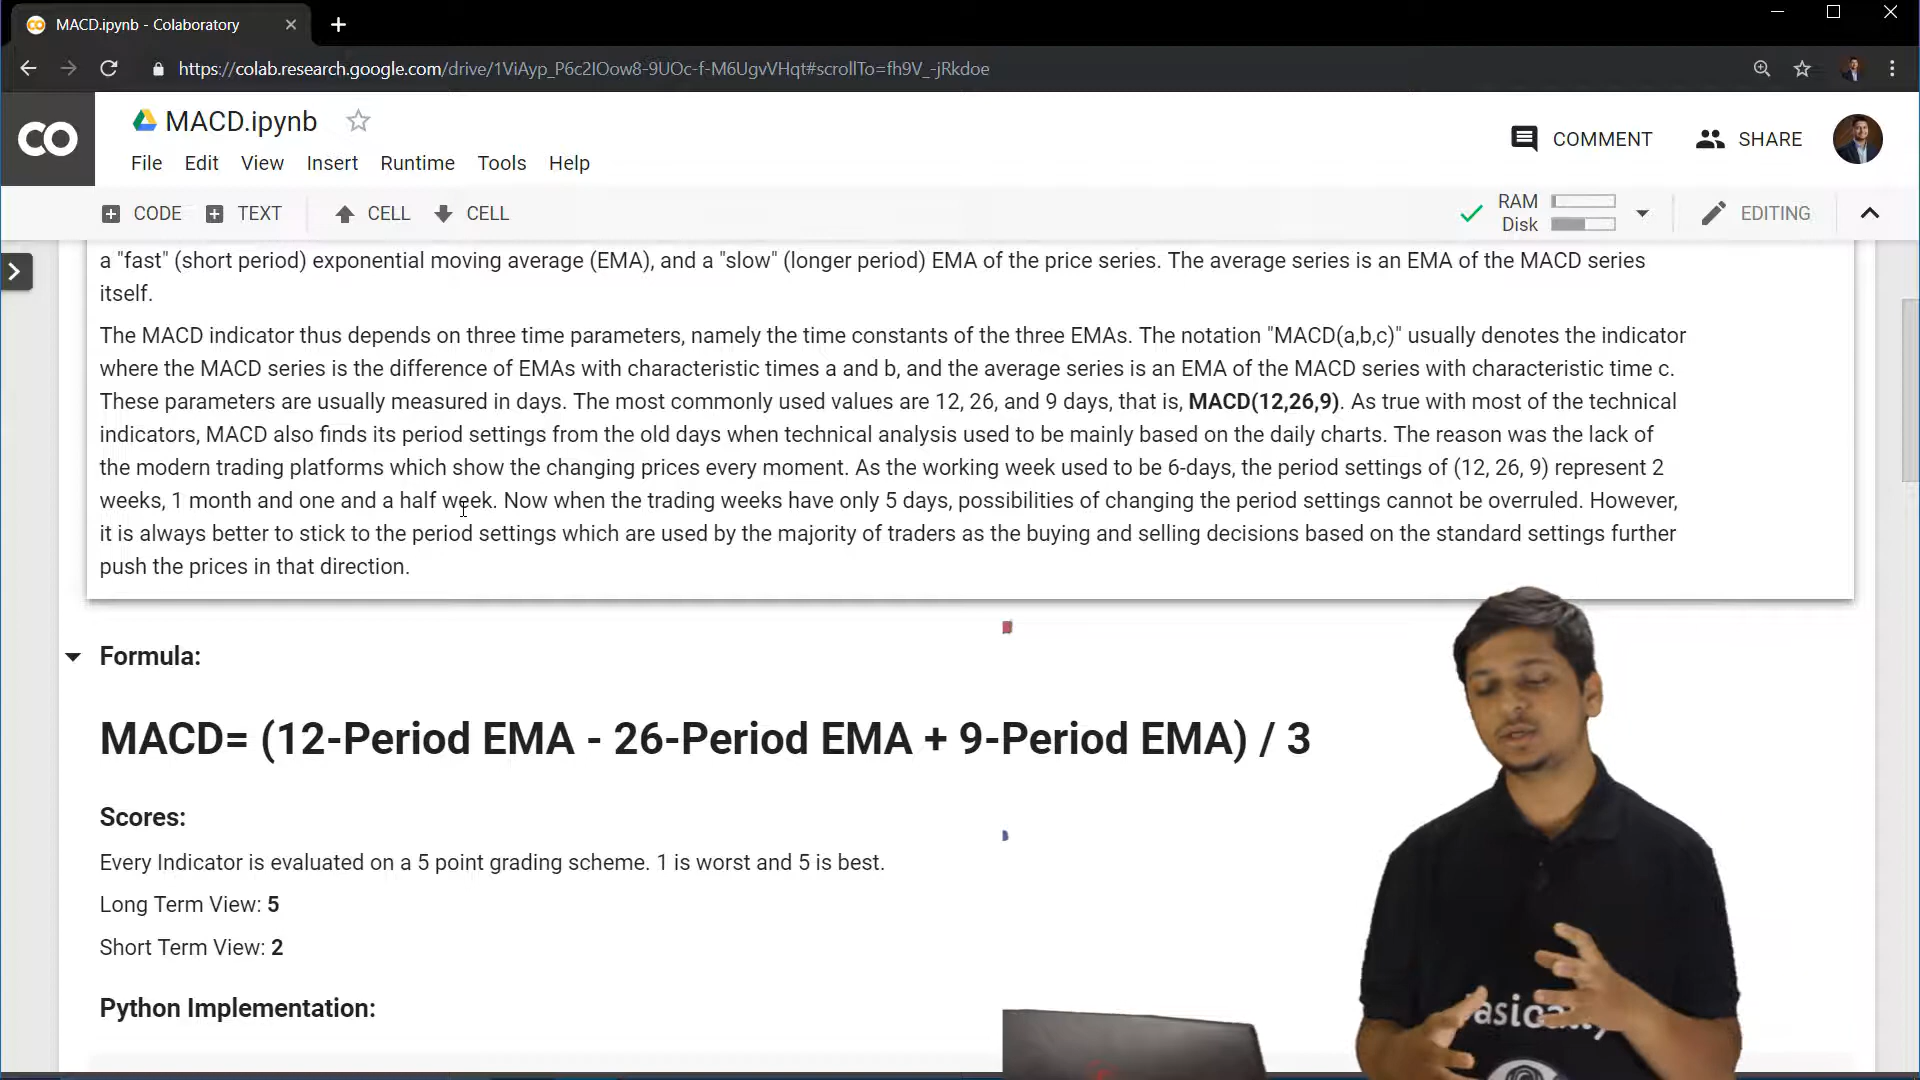 MACD.ipynb - Colaboratory
https://colab.research.google.com/drive/1ViAyp_P6c2IOow8-9UOc-f-M6UgvVHqt#scrollTo=fh9V_-jRkdoe
CO
MACD.ipynb
COMMENT
SHARE
File Edit View Insert Runtime Tools Help
CODE TEXT CELL CELL
RAM
Disk
EDITING
a "fast" (short period) exponential moving average (EMA), and a "slow" (longer period) EMA of the price series. The average series is an EMA of the MACD series
itself.
The MACD indicator thus depends on three time parameters, namely the time constants of the three EMAs. The notation "MACD(a,b,c)" usually denotes the indicator
where the MACD series is the difference of EMAs with characteristic times a and b, and the average series is an EMA of the MACD series with characteristic time c.
These parameters are usually measured in days. The most commonly used values are 12, 26, and 9 days, that is, MACD(12,26,9). As true with most of the technical
indicators, MACD also finds its period settings from the old days when technical analysis used to be mainly based on the daily charts. The reason was the lack of
the modern trading platforms which show the changing prices every moment. As the working week used to be 6-days, the period settings of (12, 26, 9) represent 2
weeks, 1 month and one and a half week. Now when the trading weeks have only 5 days, possibilities of changing the period settings cannot be overruled. However,
it is always better to stick to the period settings which are used by the majority of traders as the buying and selling decisions based on the standard settings further
push the prices in that direction.
Formula:
MACD= (12-Period EMA - 26-Period EMA + 9-Period EMA) / 3
Scores:
Every Indicator is evaluated on a 5 point grading scheme. 1 is worst and 5 is best.
Long Term View: 5
Short Term View: 2
Python Implementation: